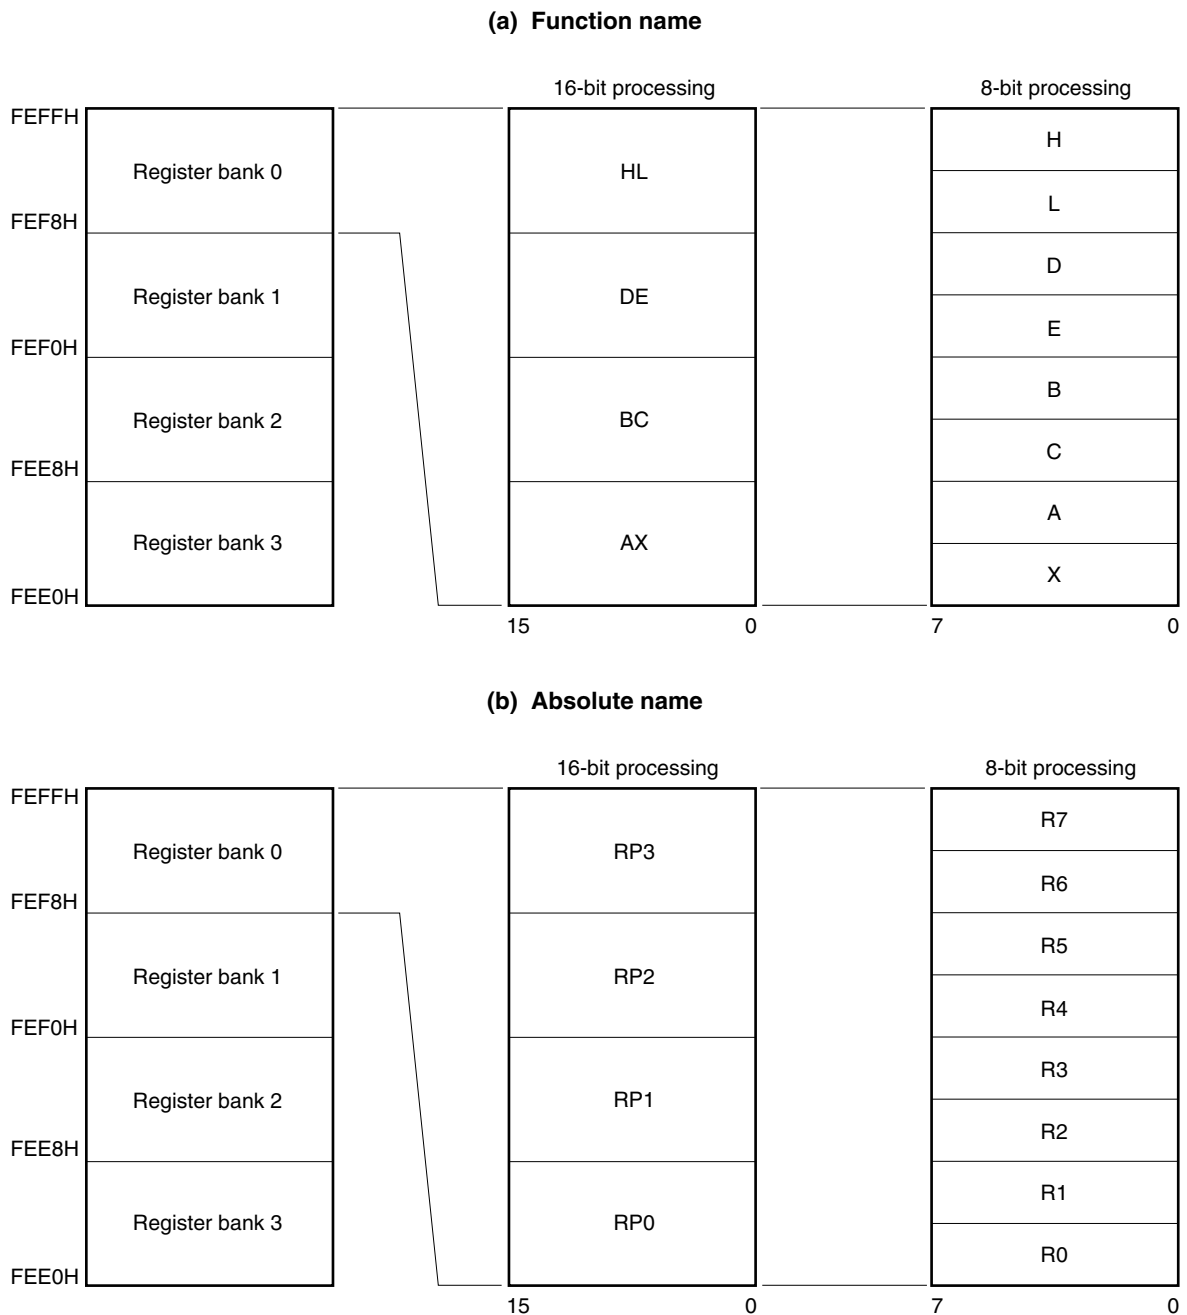 (a) Function name
16-bit processing
8-bit processing
FEFFH
Register bank 0
HL
H
L
FEF8H
Register bank 1
DE
D
E
FEF0H
Register bank 2
BC
B
C
FEE8H
Register bank 3
AX
A
X
FEE0H
15 0
7 0
(b) Absolute name
16-bit processing
8-bit processing
FEFFH
Register bank 0
RP3
R7
R6
FEF8H
Register bank 1
RP2
R5
R4
FEF0H
Register bank 2
RP1
R3
R2
FEE8H
Register bank 3
RP0
R1
R0
FEE0H
15 0
7 0